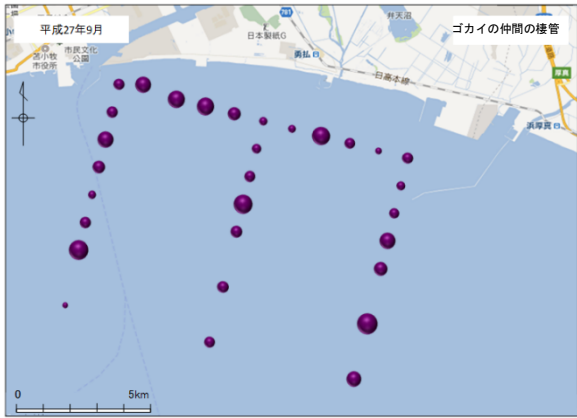 平成27年9月
ゴカイの仲間の棲管
弁天沼
781
日本製紙G
市民文化
公園
苫小牧
市役所
勇払
日高本線
厚真
浜厚真
0
5km